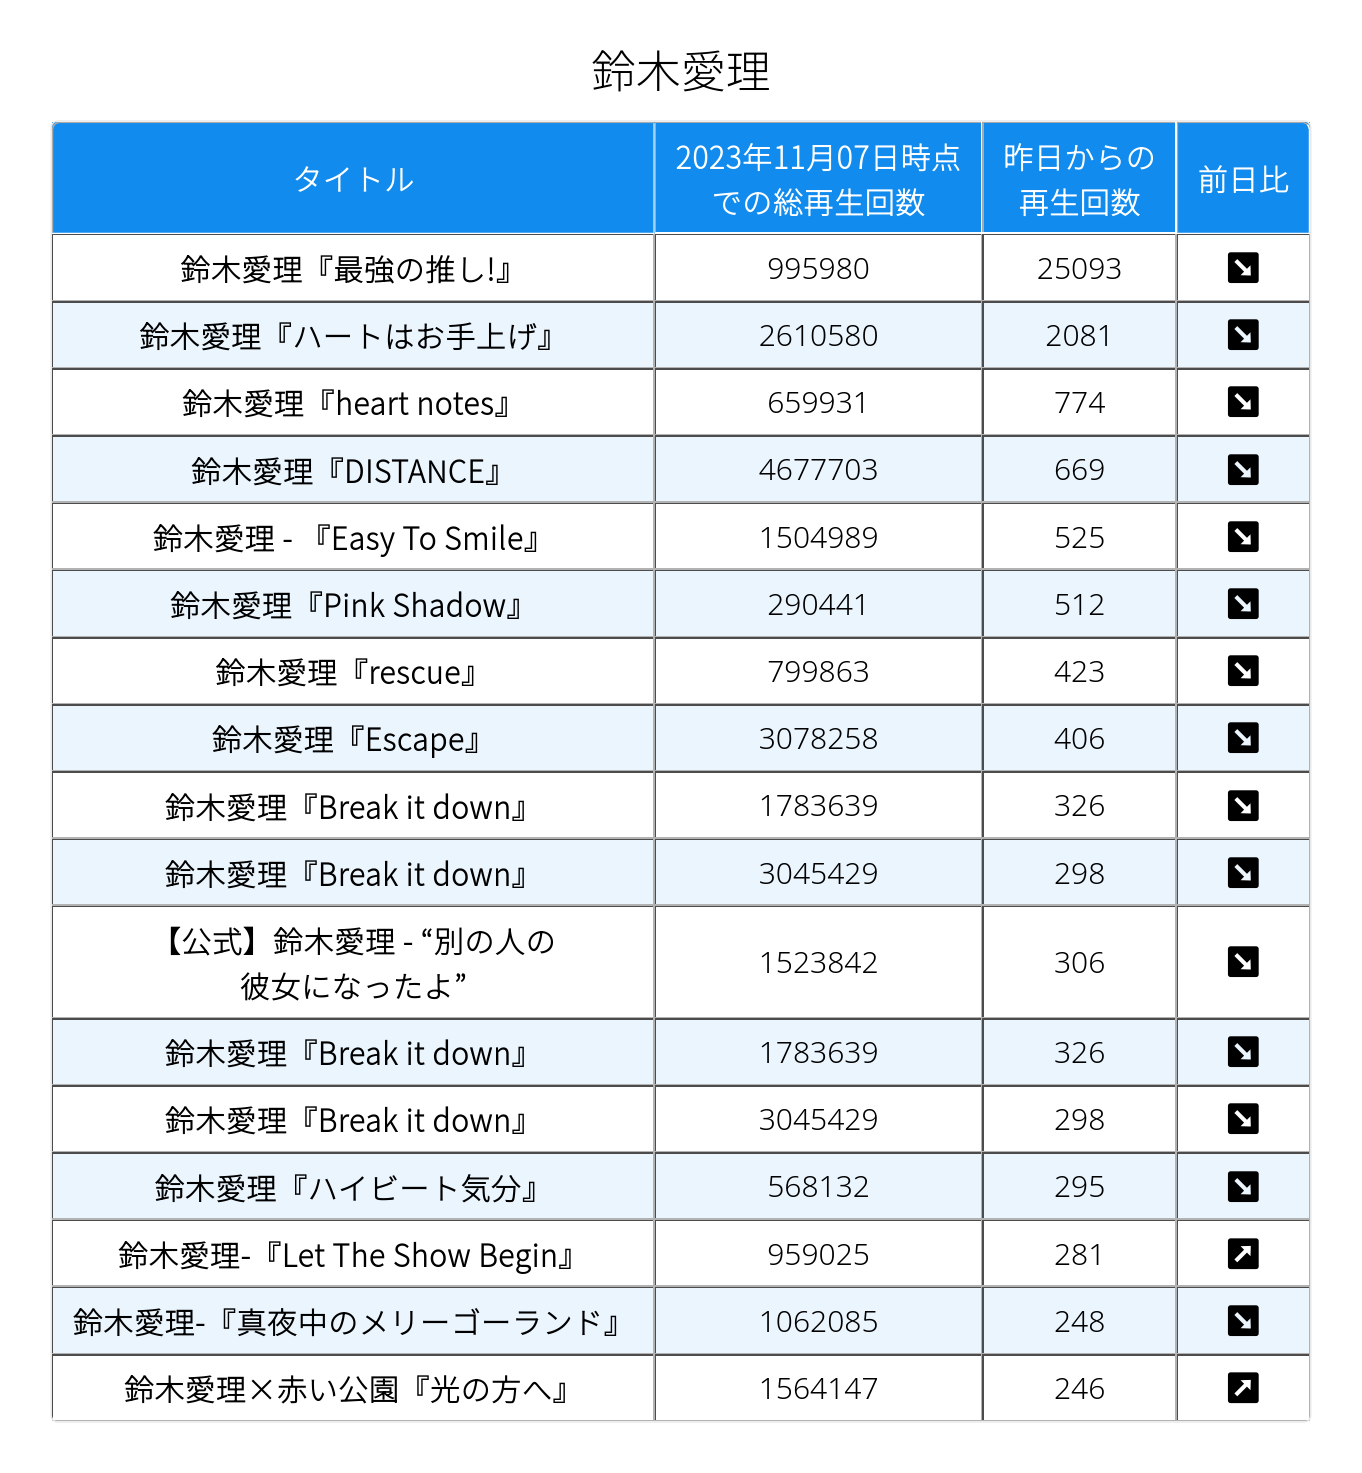 鈴木愛理
タイトル
2023年11月07日時点
での総再生回数
昨日からの
再生回数
前日比
鈴木愛理『最強の推し!』 995980 25093 ↘
鈴木愛理『ハートはお手上げ』 2610580 2081 ↘
鈴木愛理『heart notes』 659931 774 ↘
鈴木愛理『DISTANCE』 4677703 669 ↘
鈴木愛理 - 『Easy To Smile』 1504989 525 ↘
鈴木愛理『Pink Shadow』 290441 512 ↘
鈴木愛理『rescue』 799863 423 ↘
鈴木愛理『Escape』 3078258 406 ↘
鈴木愛理『Break it down』 1783639 326 ↘
鈴木愛理『Break it down』 3045429 298 ↘
【公式】鈴木愛理 - “別の人の
彼女になったよ” 1523842 306 ↘
鈴木愛理『Break it down』 1783639 326 ↘
鈴木愛理『Break it down』 3045429 298 ↘
鈴木愛理『ハイビート気分』 568132 295 ↘
鈴木愛理-『Let The Show Begin』 959025 281 ↗
鈴木愛理-『真夜中のメリーゴーランド』 1062085 248 ↘
鈴木愛理×赤い公園『光の方へ』 1564147 246 ↗